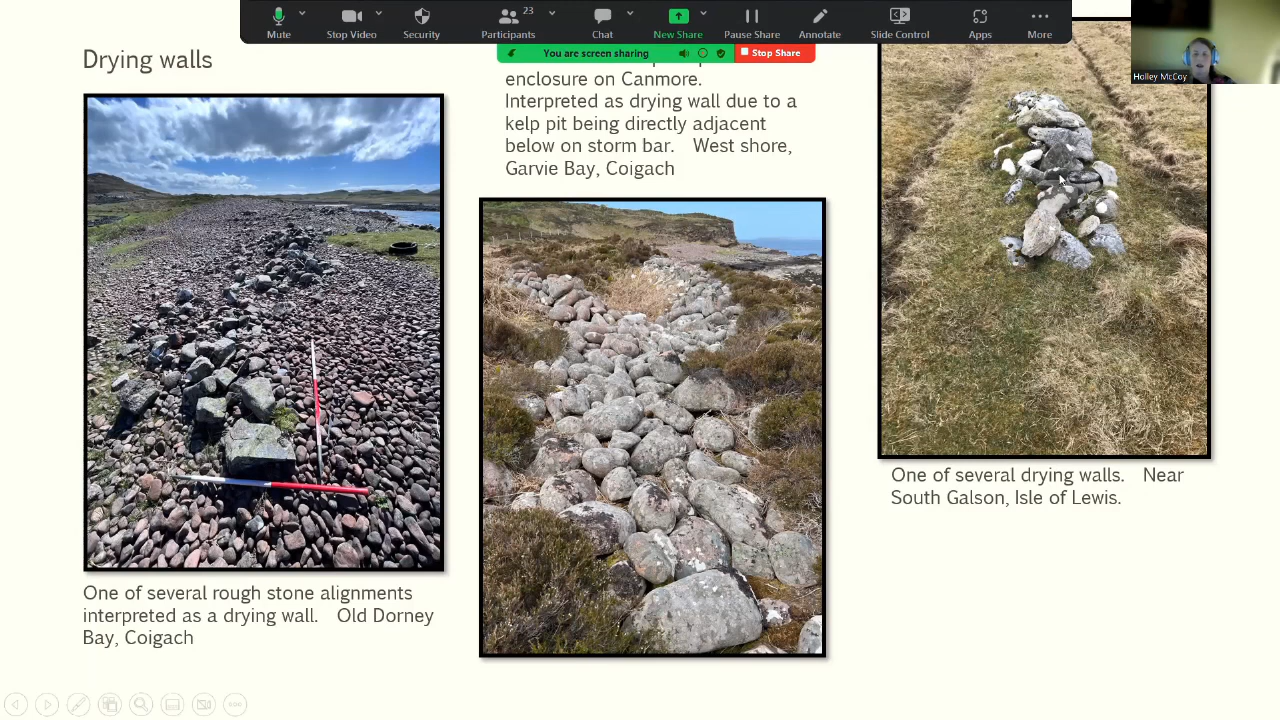 23
Mute
Stop Video
Security
Participants
Chat
New Share
Pause Share
Annotate
Slide Control
Apps
More
You are screen sharing
Stop Share
Holley McCoy
Drying walls
enclosure on Canmore.
Interpreted as drying wall due to a
kelp pit being directly adjacent
below on storm bar. West shore,
Garvie Bay, Coigach
One of several rough stone alignments
interpreted as a drying wall. Old Dorney
Bay, Coigach
One of several drying walls. Near
South Galson, Isle of Lewis.